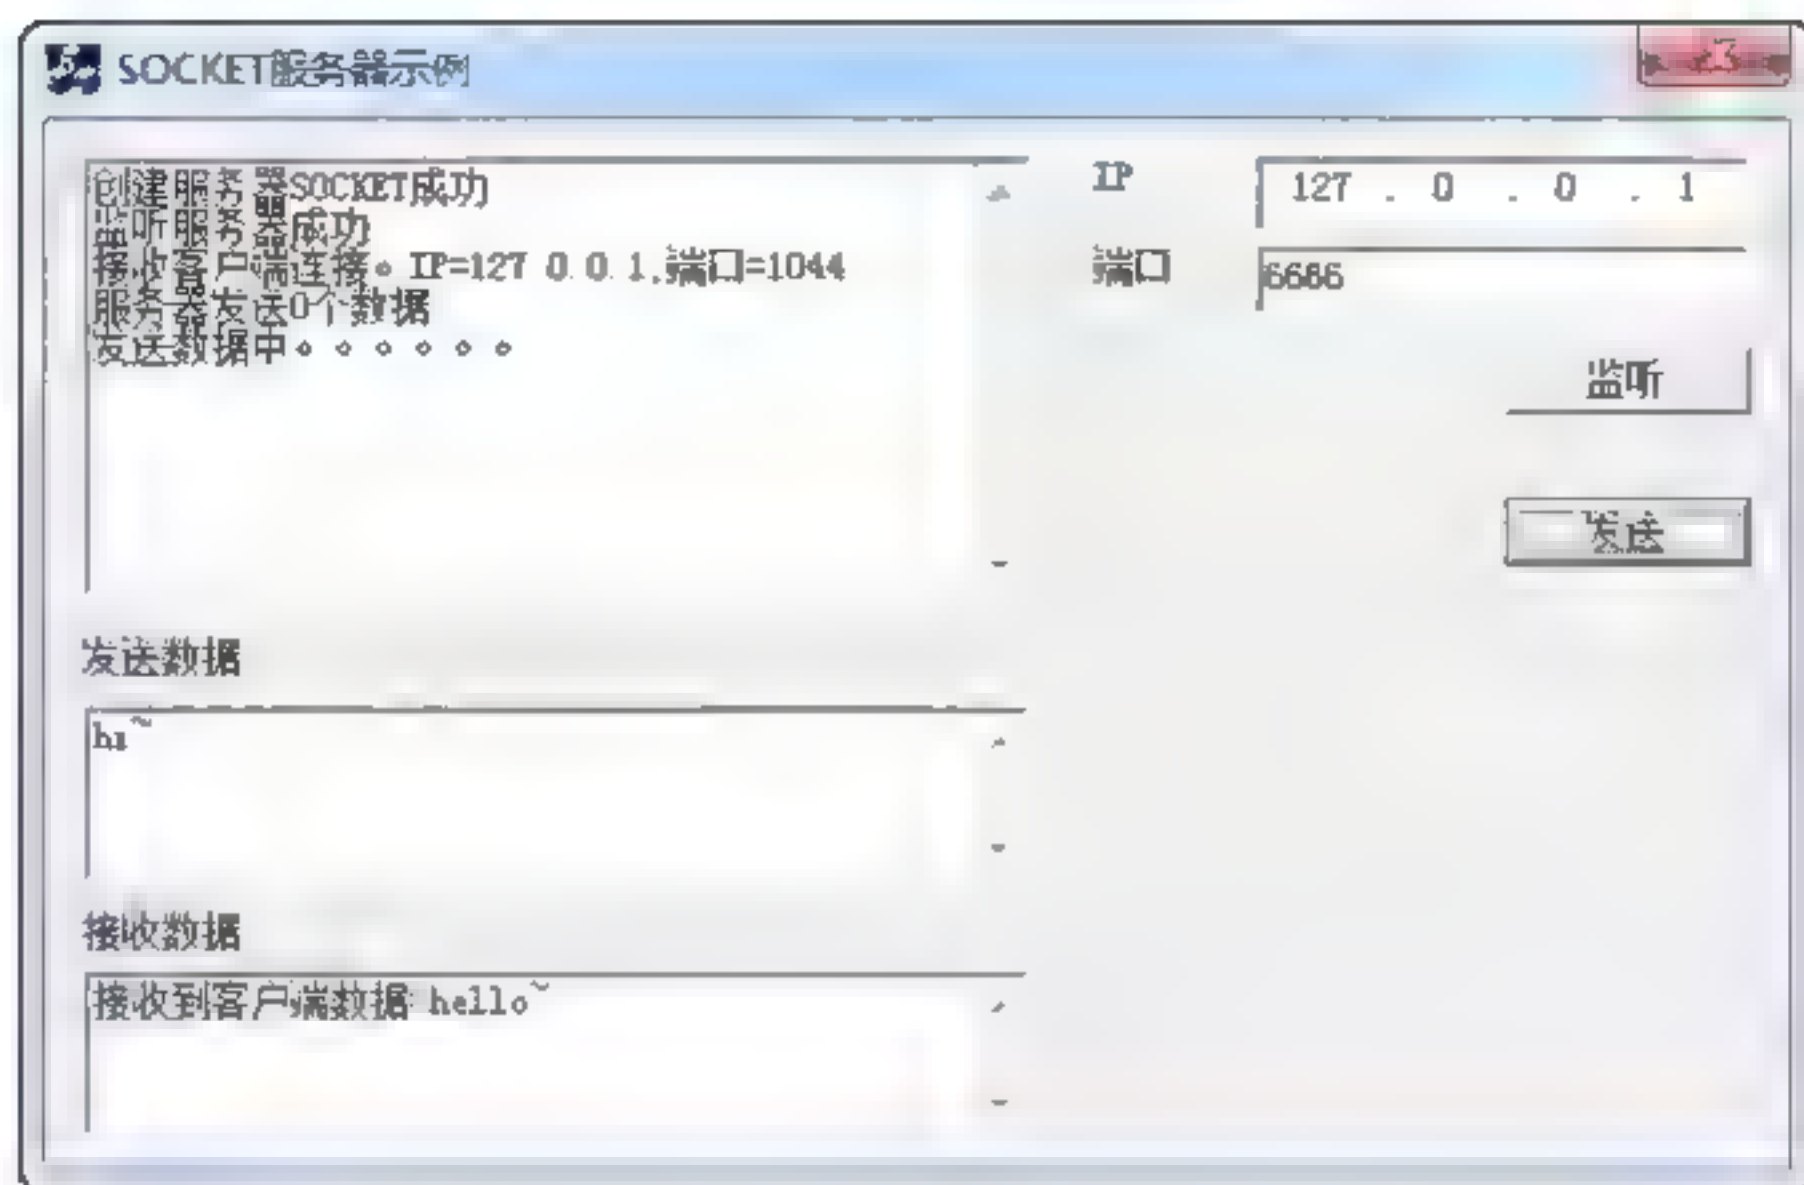 SOCKET服务器示例
创建服务器SOCKET成功
监听服务器成功
接收客户端连接。IP=127.0.0.1,端口=1044
服务器发送0个数据
发送数据中。。。。。。
IP
127 . 0 . 0 . 1
端口
6686
监听
发送
发送数据
hi~
接收数据
接收到客户端数据 hello~